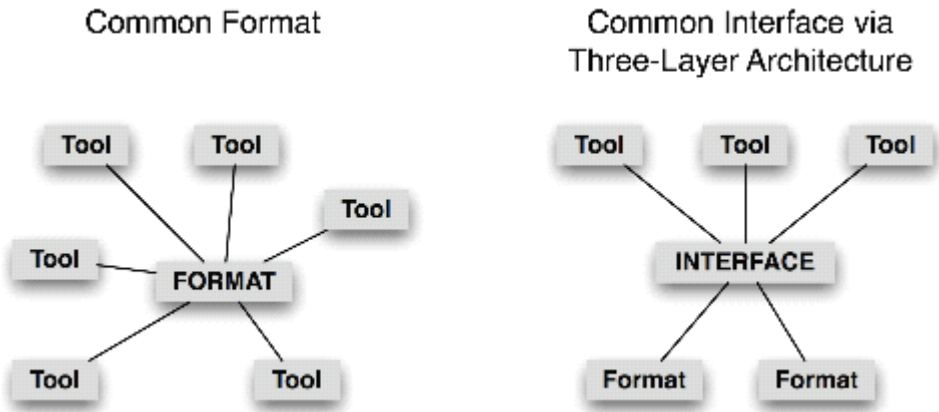 Common Format
Common Interface via
Three-Layer Architecture
Tool
Tool
Tool
Tool
FORMAT
Tool
Tool
Tool
Tool
Tool
INTERFACE
Format
Format